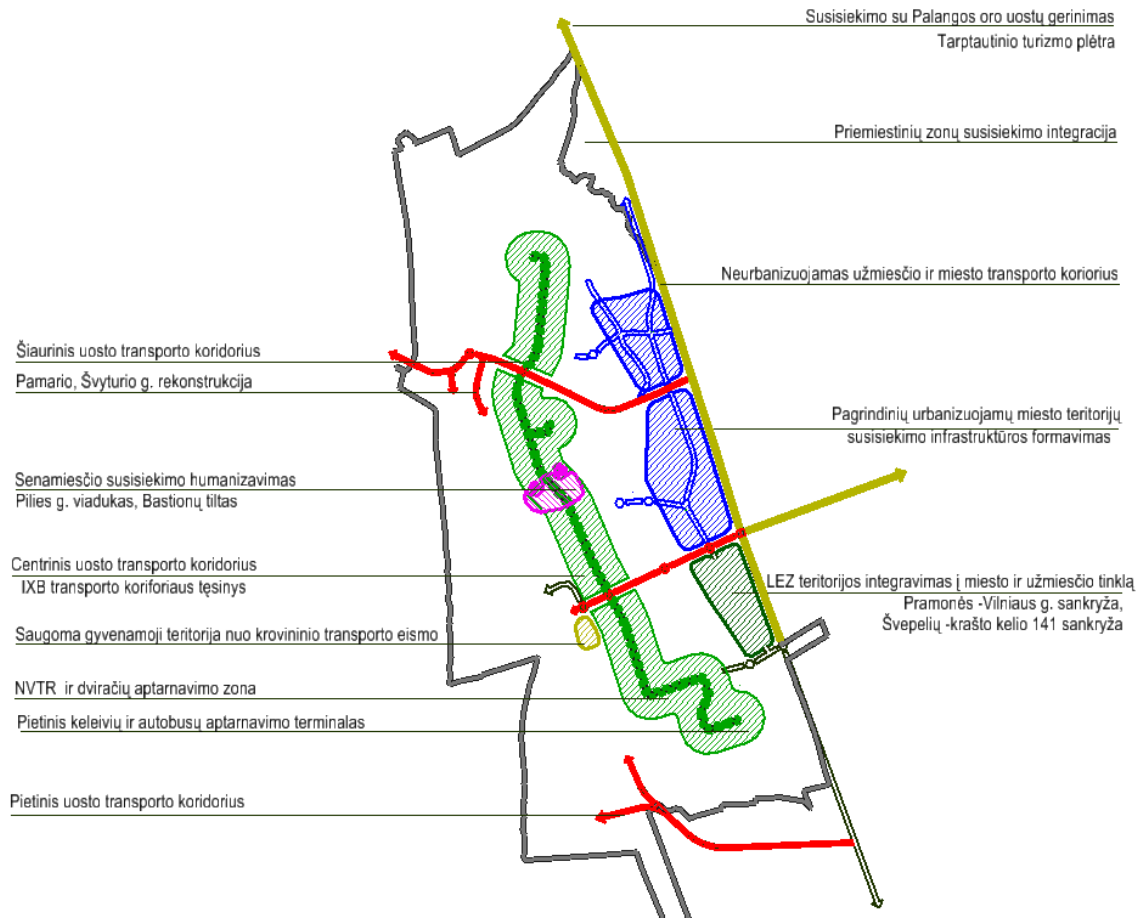 Susisiekimo su Palangos oro uostų gerinimas
Tarptautinio turizmo plėtra
Priemiestinių zonų susisiekimo integracija
Neurbanizuojamas užmiesčio ir miesto transporto koriorius
Šiaurinis uosto transporto koridorius
Pamario, Švyturio g. rekonstrukcija
Pagrindinių urbanizuojamų miesto teritorijų
susisiekimo infrastruktūros formavimas
Senamiesčio susisiekimo humanizavimas
Pilies g. viadukas, Bastionų tiltas
Centrinis uosto transporto koridorius
IXB transporto koriforiaus tęsinys
LEZ teritorijos integravimas į miesto ir užmiesčio tinklą
Pramonės -Vilniaus g. sankryža,
Švepelių -krašto kelio 141 sankryža
Saugoma gyvenamoji teritorija nuo krovininio transporto eismo
NVTR ir dviračių aptarnavimo zona
Pietinis keleivių ir autobusų aptarnavimo terminalas
Pietinis uosto transporto koridorius